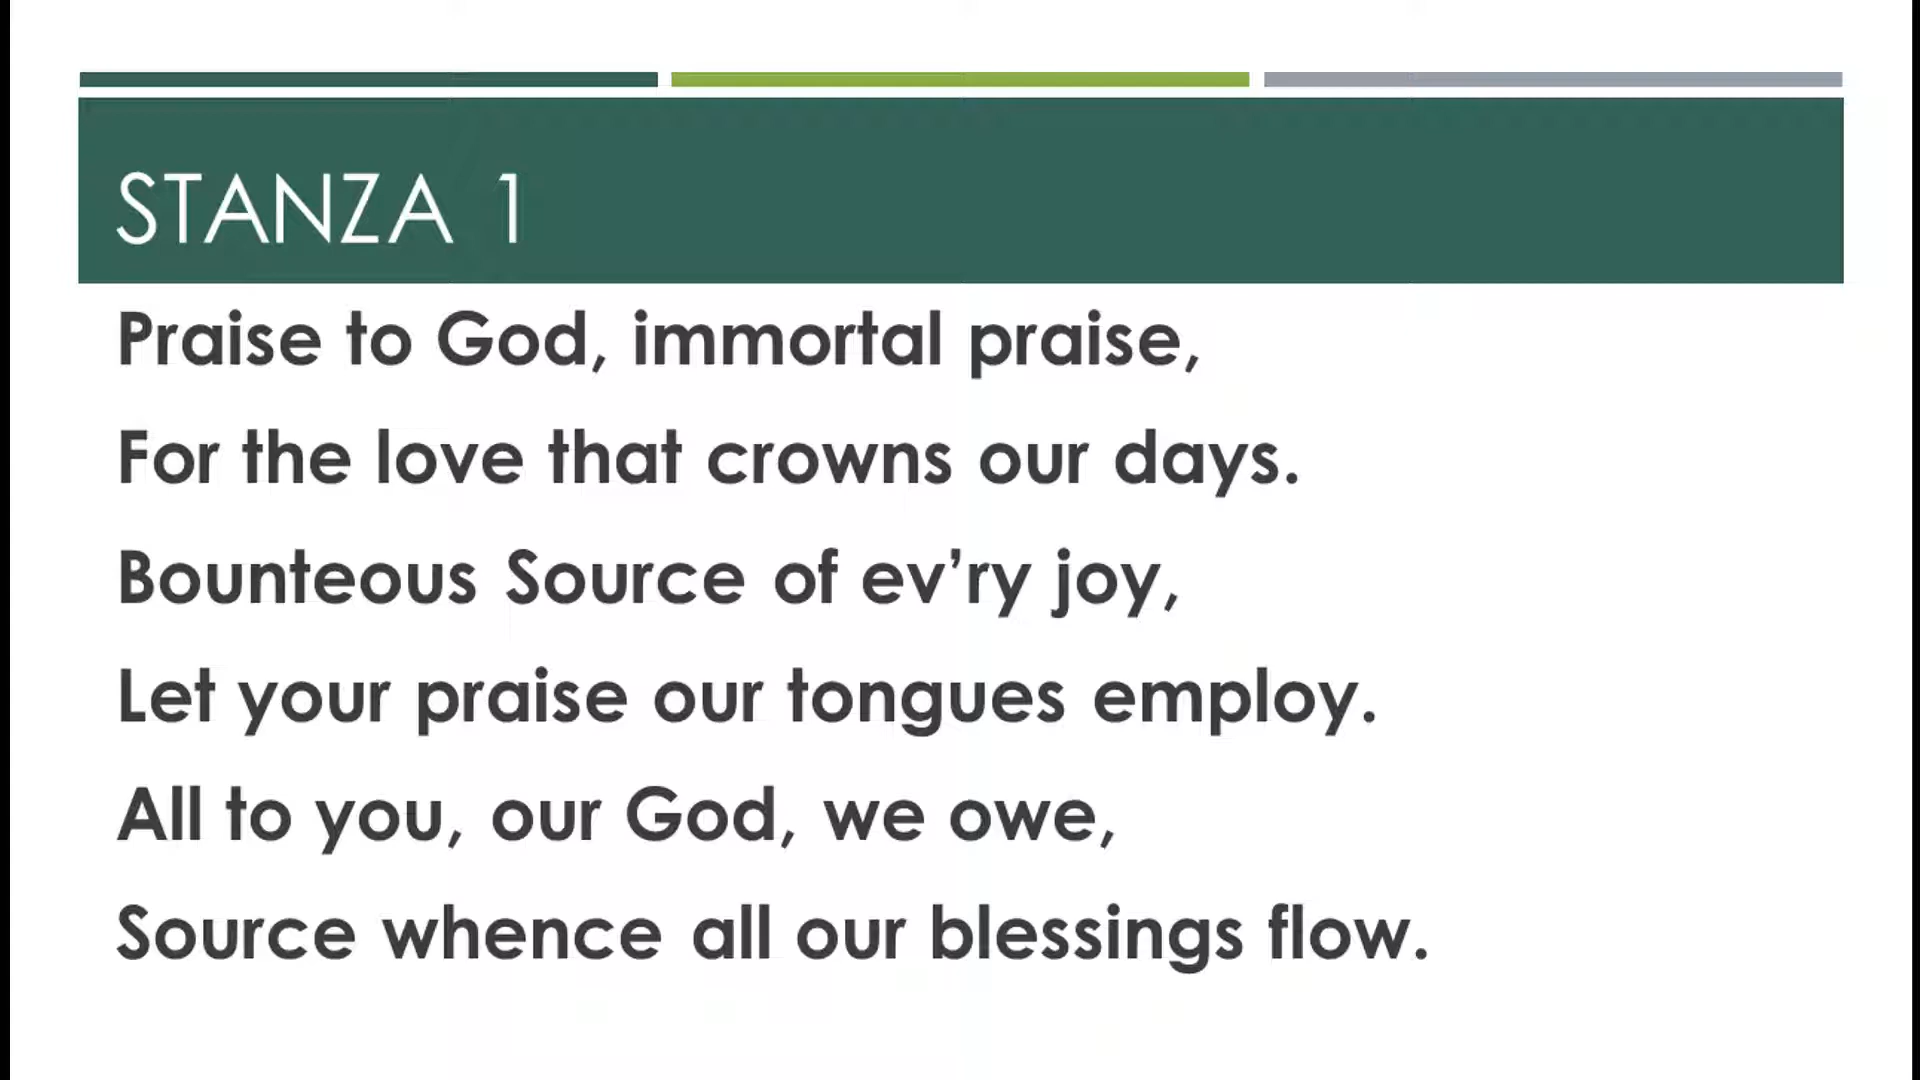 STANZA 1
Praise to God, immortal praise,
For the love that crowns our days.
Bounteous Source of ev’ry joy,
Let your praise our tongues employ.
All to you, our God, we owe,
Source whence all our blessings flow.